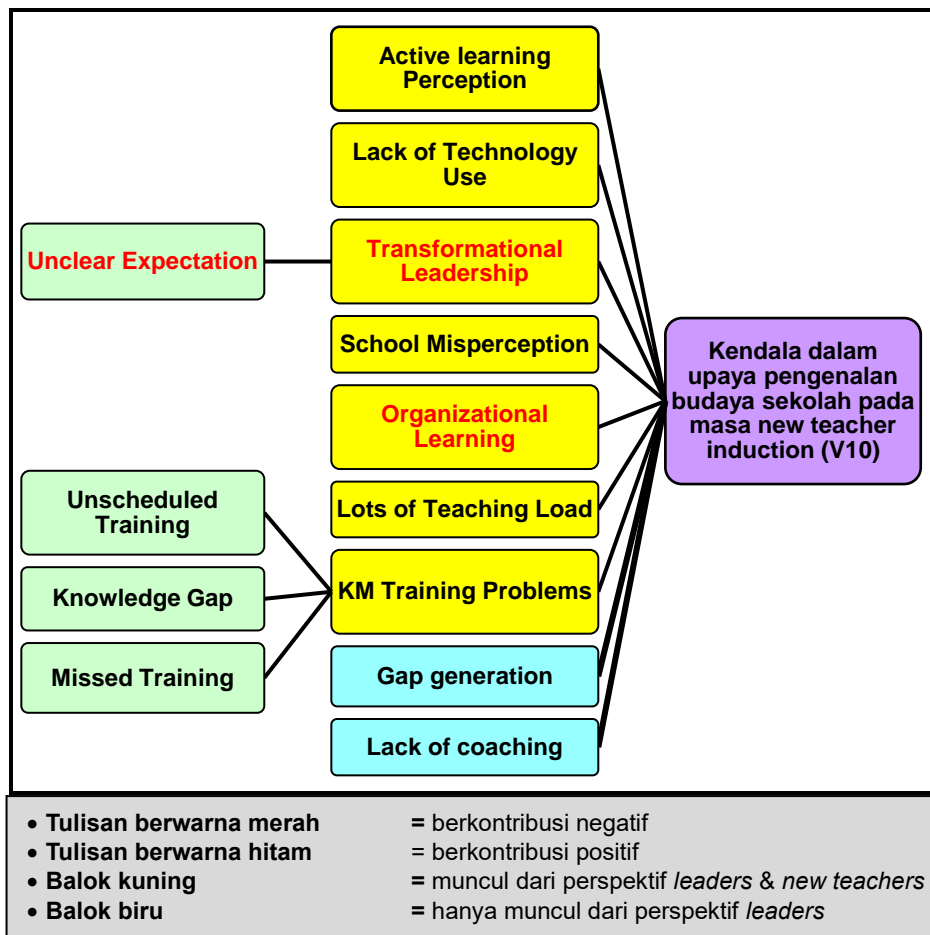 Active learning
Perception
Lack of Technology
Use
Unclear Expectation
Transformational
Leadership
School Misperception
Organizational
Learning
Lots of Teaching Load
Unscheduled
Training
Knowledge Gap
Missed Training
KM Training Problems
Gap generation
Lack of coaching
Kendala dalam
upaya pengenalan
budaya sekolah pada
masa new teacher
induction (V10)
• Tulisan berwarna merah = berkontribusi negatif
• Tulisan berwarna hitam = berkontribusi positif
• Balok kuning = muncul dari perspektif leaders & new teachers
• Balok biru = hanya muncul dari perspektif leaders